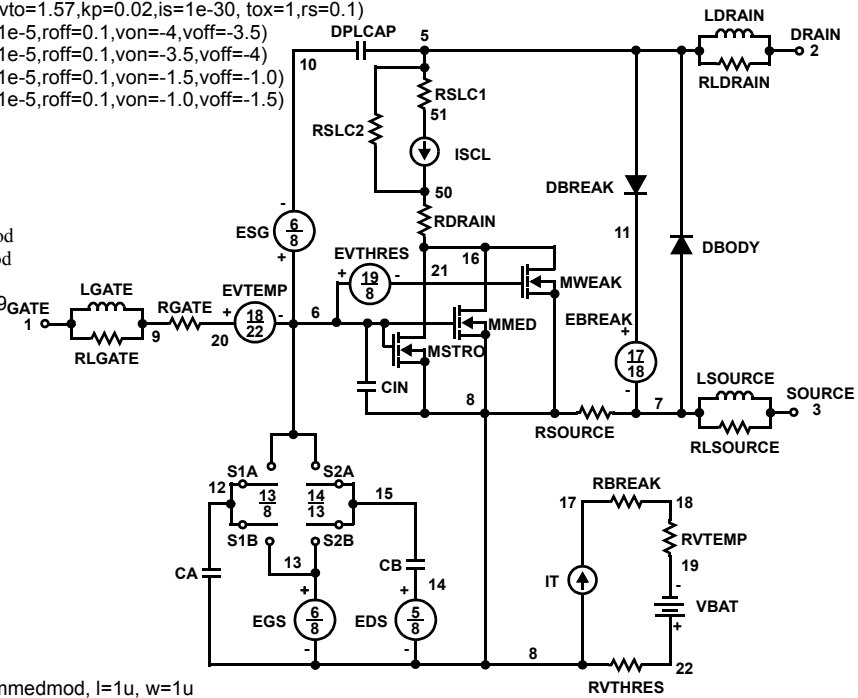 vto=1.57,kp=0.02,is=1e-30, tox=1,rs=0.1)
1e-5,roff=0.1,von=-4,voff=-3.5)
1e-5,roff=0.1,von=-3.5,voff=-4)
1e-5,roff=0.1,von=-1.5,voff=-1.0)
1e-5,roff=0.1,von=-1.0,voff=-1.5)
LDRAIN
DPLCAP
5
DRAIN
2
10
RLDRAIN
RSLC1
51
RSLC2
ISCL
50
DBREAK
-
ESG
6
8
+
RDRAIN
od
od
11
DBODY
EVTHRES
+
19
8
-
21
16
MWEAK
LGATE
EVTEMP
9
GATE
1
RLGATE
9
RGATE
20
+
18
22
-
6
MMED
MSTRO
EBREAK
+
17
18
-
LSOURCE
SOURCE
3
CIN
8
7
RSOURCE
RLSOURCE
S1A
S2A
12
13
8
14
13
15
S1B
S2B
13
CA
CB
14
+
EGS
6
8
-
+
EDS
5
8
-
RBREAK
17
18
RVTEMP
19
IT
-
VBAT
+
8
22
RVTHRES
nmedmod, l=1u, w=1u